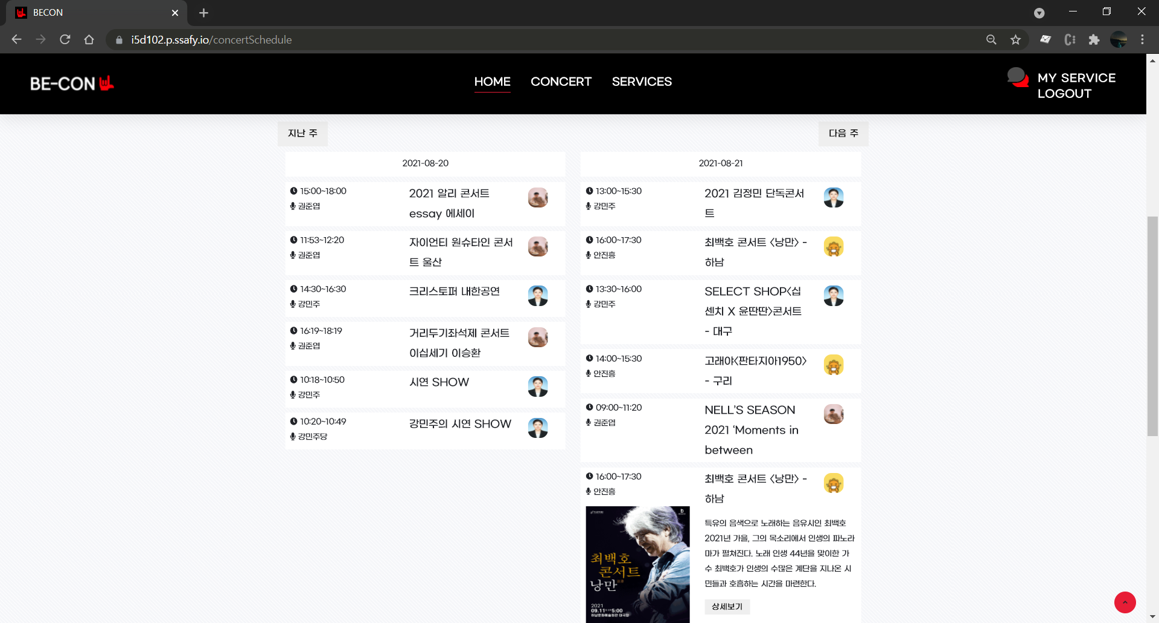 BECON
i5d102.p.ssafy.io/concertSchedule
BE-CON
HOME
CONCERT
SERVICES
MY SERVICE
LOGOUT
지난 주
다음 주
2021-08-20
15:00~18:00
권준엽
2021 알리 콘서트
essay 에세이
11:53~12:20
권준엽
자이언티 원슈타인 콘서
트 울산
14:30~16:30
강민주
크리스토퍼 내한공연
16:19~18:19
권준엽
거리두기좌석제 콘서트
이십세기 이승환
10:18~10:50
강민주
시연 SHOW
10:20~10:49
강민주당
강민주의 시연 SHOW
2021-08-21
13:00~15:30
강민주
2021 김정민 단독콘서
트
16:00~17:30
안진흥
최백호 콘서트 <낭만> -
하남
13:30~16:00
강민주
SELECT SHOP<십
센치 X 윤딴딴>콘서트
- 대구
14:00~15:30
안진흥
고래야<판타지아1950>
- 구리
09:00~11:20
권준엽
NELL'S SEASON
2021 'Moments in
between
16:00~17:30
안진흥
최백호 콘서트 <낭만> -
하남
최백호
콘서트
낭만
2021
09.11
5:00
특유의 음색으로 노래하는 음유시인 최백호
2021년 가을, 그의 목소리에서 인생의 파노라
마가 펼쳐진다. 노래 인생 44년을 맞이한 가
수 최백호가 인생의 수많은 계단을 지나온 시
민들과 호흡하는 시간을 마련한다.
상세보기